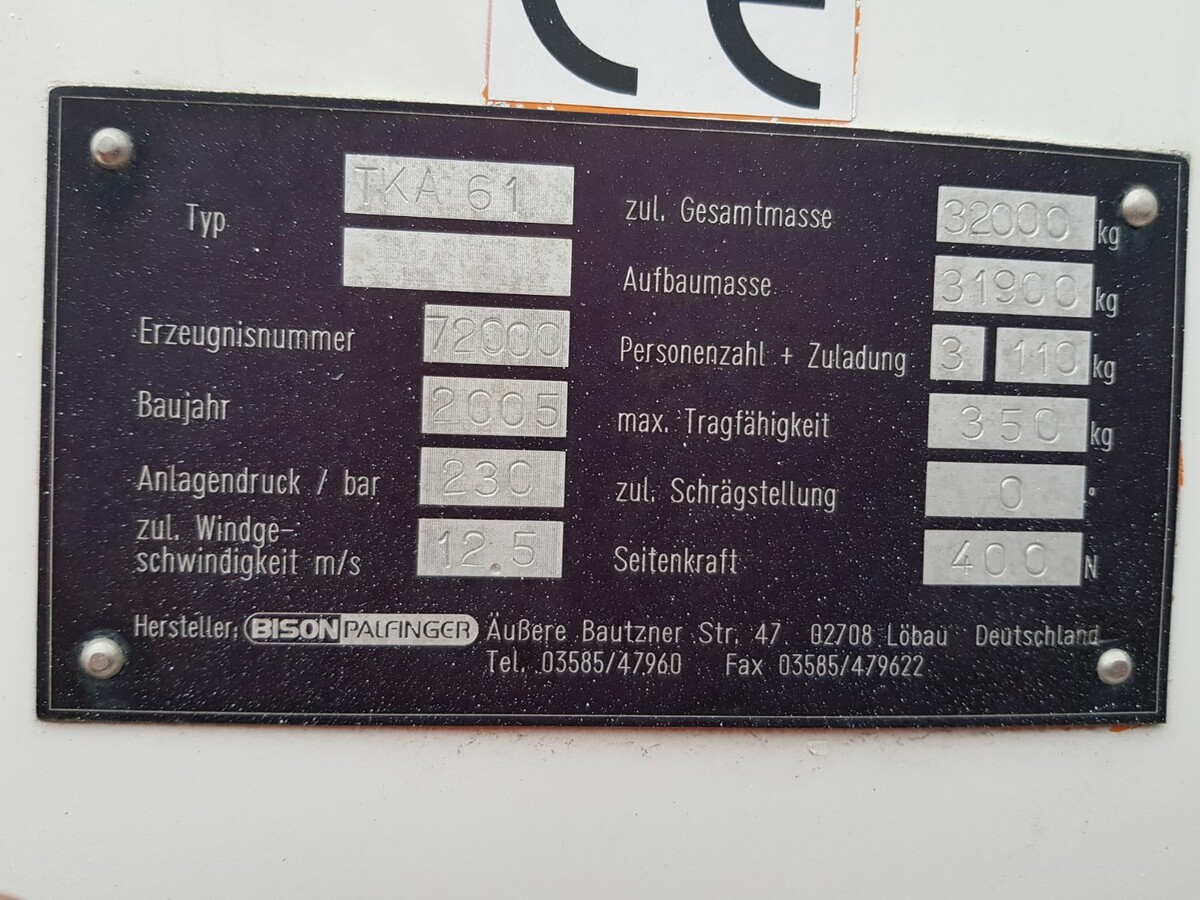 CE
Typ TKA 61
Erzeugnisnummer 72000
Baujahr 2005
Anlagendruck / bar 230
zul. Windge-
schwindigkeit m/s 12.5
zul. Gesamtmasse 32000 kg
Aufbaumasse 31900 kg
Personenzahl + Zuladung 3 110 kg
max. Tragfähigkeit 350 kg
zul. Schrägstellung 0 °
Seitenkraft 400 N
Hersteller: BISON PALFINGER Äußere Bautzner Str. 47 02708 Löbau Deutschland
Tel. 03585/47960 Fax 03585/479622